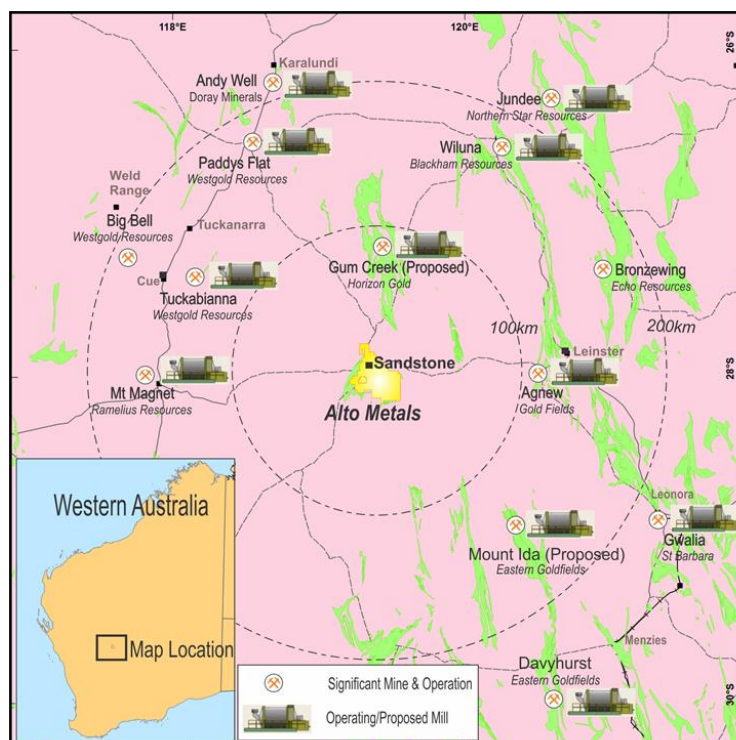 118°E
120°E
26°S
Karalundi
Andy Well
Doray Minerals
Jundee
Northern Star Resources
Paddys Flat
Westgold Resources
Wiluna
Blackham Resources
Weld
Range
Big Bell
Westgold Resources
Tuckanarra
Gum Creek (Proposed)
Horizon Gold
Bronzewing
Echo Resources
Cue
Tuckabianna
Westgold Resources
100km
200km
Leinster
Sandstone
28°S
Mt Magnet
Ramelius Resources
Alto Metals
Agnew
Gold Fields
Western Australia
Map Location
Leonora
Gwalia
St Barbara
Mount Ida (Proposed)
Eastern Goldfields
Menzies
Davyhurst
Eastern Goldfields
30°S
Significant Mine & Operation
Operating/Proposed Mill